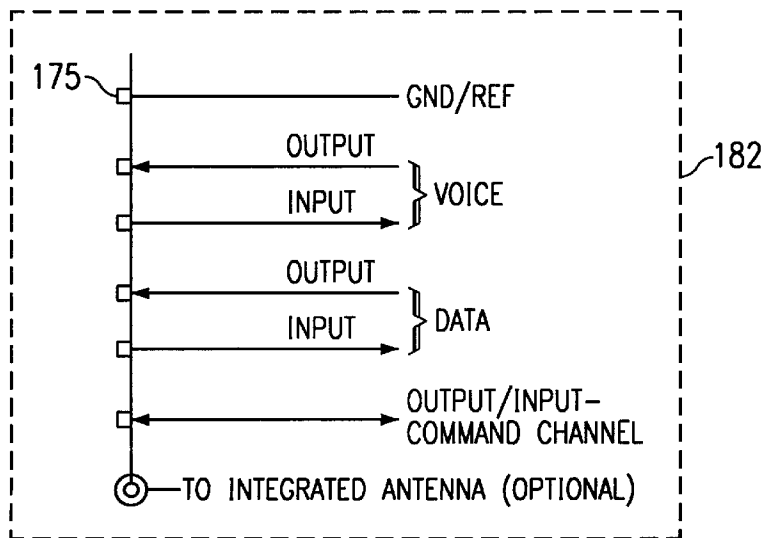 175
GND/REF
OUTPUT
182
VOICE
INPUT
OUTPUT
DATA
INPUT
OUTPUT/INPUT-
COMMAND CHANNEL
TO INTEGRATED ANTENNA (OPTIONAL)